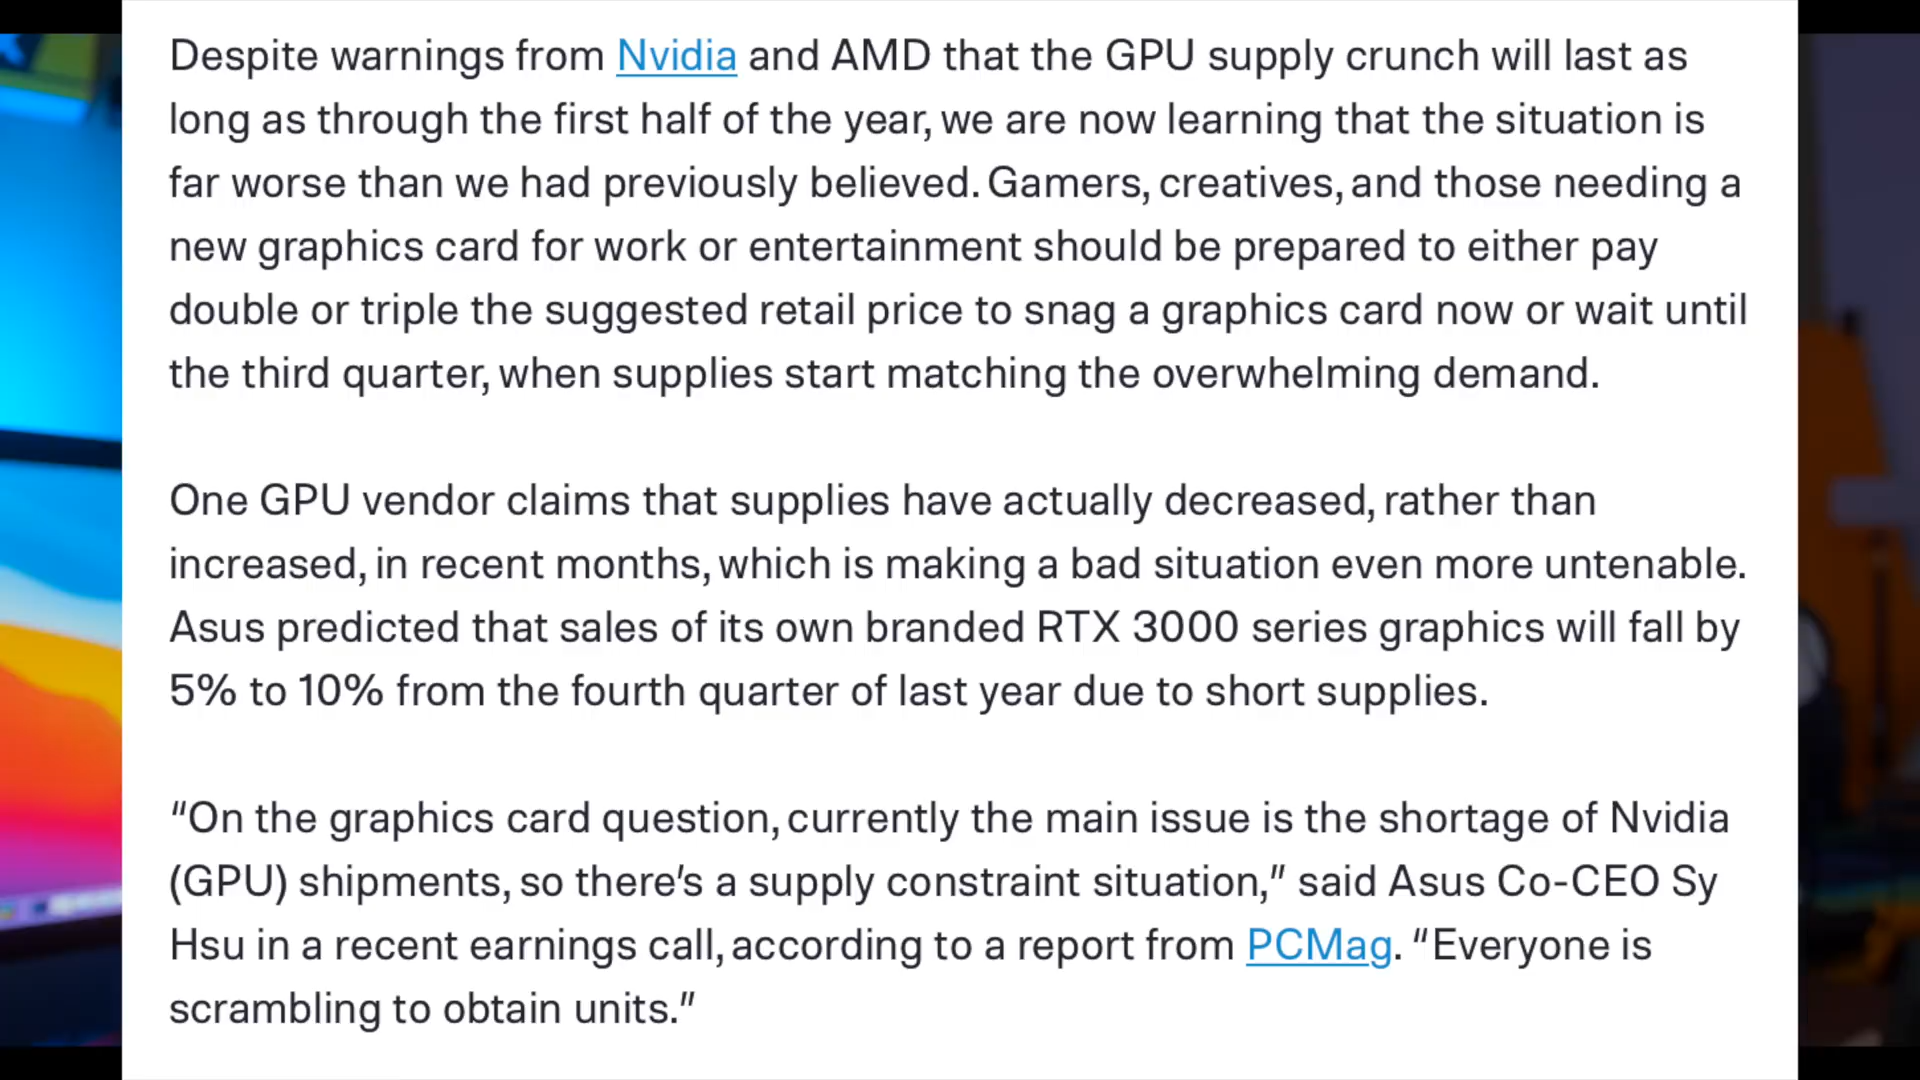 Despite warnings from Nvidia and AMD that the GPU supply crunch will last as
long as through the first half of the year, we are now learning that the situation is
far worse than we had previously believed. Gamers, creatives, and those needing a
new graphics card for work or entertainment should be prepared to either pay
double or triple the suggested retail price to snag a graphics card now or wait until
the third quarter, when supplies start matching the overwhelming demand.
One GPU vendor claims that supplies have actually decreased, rather than
increased, in recent months, which is making a bad situation even more untenable.
Asus predicted that sales of its own branded RTX 3000 series graphics will fall by
5% to 10% from the fourth quarter of last year due to short supplies.
“On the graphics card question, currently the main issue is the shortage of Nvidia
(GPU) shipments, so there’s a supply constraint situation,” said Asus Co-CEO Sy
Hsu in a recent earnings call, according to a report from PCMag. “Everyone is
scrambling to obtain units.”